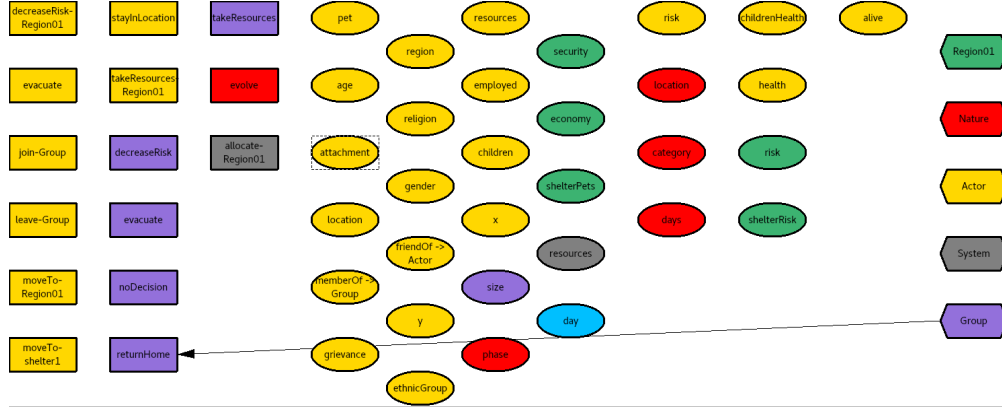 decreaseRisk-
Region01
stayInLocation
takeResources
pet
resources
risk
childrenHealth
alive
region
security
Region01
evacuate
takeResources-
Region01
evolve
age
employed
location
health
religion
economy
Nature
join-Group
decreaseRisk
allocate-
Region01
attachment
children
category
risk
gender
shelterPets
Actor
leave-Group
evacuate
location
x
days
shelterRisk
friendOf ->
Actor
resources
System
moveTo-
Region01
noDecision
memberOf ->
Group
size
y
day
Group
moveTo-
shelter1
returnHome
grievance
phase
ethnicGroup